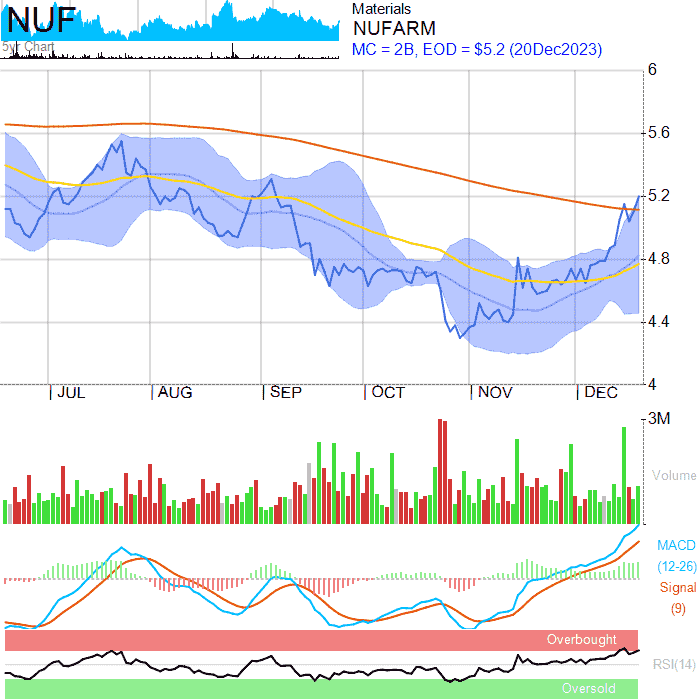 NUF
5yr Chart
Materials
NUFARM
MC = 2B, EOD = $5.2 (20Dec2023)
6
5.6
5.2
4.8
4.4
4
JUL AUG SEP OCT NOV DEC
3M
Volume
MACD
(12-26)
Signal
(9)
Overbought
RSI(14)
Oversold